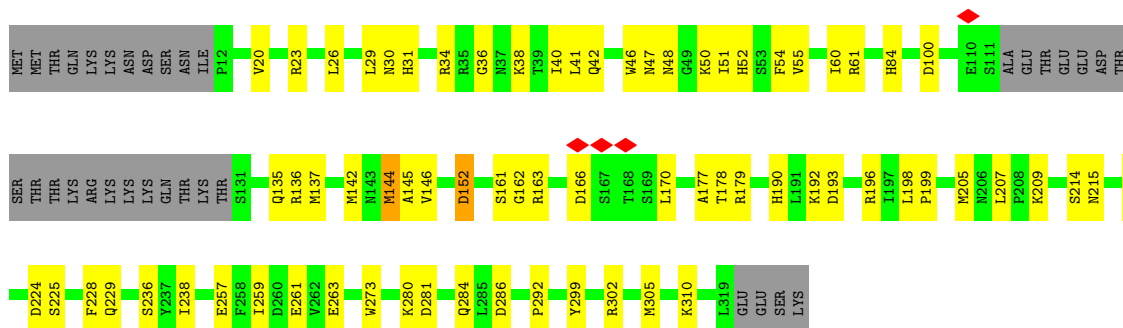 MET MET THR GLN LYS LYS ASN ASP SER ASN ILE P12 V20 R23 L26 L29 N30 H31 R34 R35 G36 N37 K38 T39 I40 L41 Q42 W46 N47 N48 G49 K50 I51 H52 S53 F54 V55 I60 R61 H84 D100 E110 S111 ALA GLU THR GLU GLU ASP THR
SER THR THR LYS ARG LYS LYS LYS GLN THR LYS THR S131 Q135 R136 M137 M142 N143 M144 A145 V146 D152 S161 G162 R163 D166 S167 T168 S169 L170 A177 T178 R179 H190 L191 K192 D193 R196 I197 L198 P199 M205 N206 L207 P208 K209 S214 N215
D224 S225 F228 Q229 S236 Y237 I238 E257 F258 I259 D260 E261 V262 E263 W273 K280 D281 Q284 L285 D286 P292 Y299 R302 M305 K310 L319 GLU GLU SER LYS